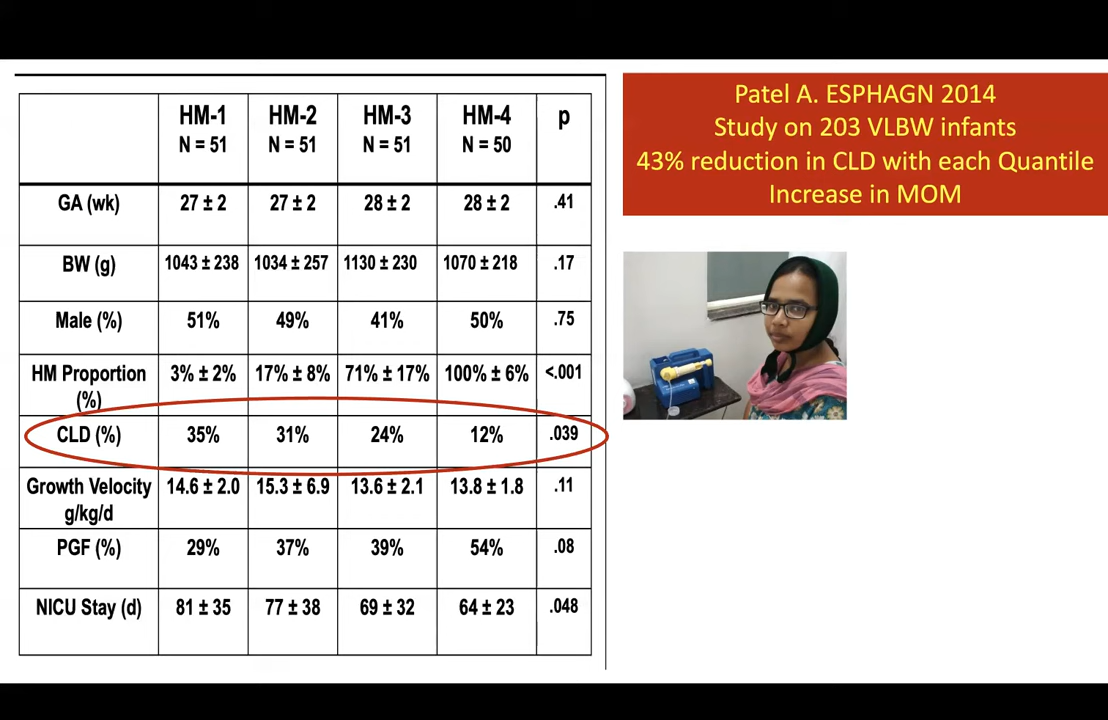 HM-1 HM-2 HM-3 HM-4 p
N = 51 N = 51 N = 51 N = 50
GA (wk) 27 ± 2 27 ± 2 28 ± 2 28 ± 2 .41
BW (g) 1043 ± 238 1034 ± 257 1130 ± 230 1070 ± 218 .17
Male (%) 51% 49% 41% 50% .75
HM Proportion (%) 3% ± 2% 17% ± 8% 71% ± 17% 100% ± 6% <.001
CLD (%) 35% 31% 24% 12% .039
Growth Velocity g/kg/d 14.6 ± 2.0 15.3 ± 6.9 13.6 ± 2.1 13.8 ± 1.8 .11
PGF (%) 29% 37% 39% 54% .08
NICU Stay (d) 81 ± 35 77 ± 38 69 ± 32 64 ± 23 .048
Patel A. ESPHAGN 2014
Study on 203 VLBW infants
43% reduction in CLD with each Quantile
Increase in MOM